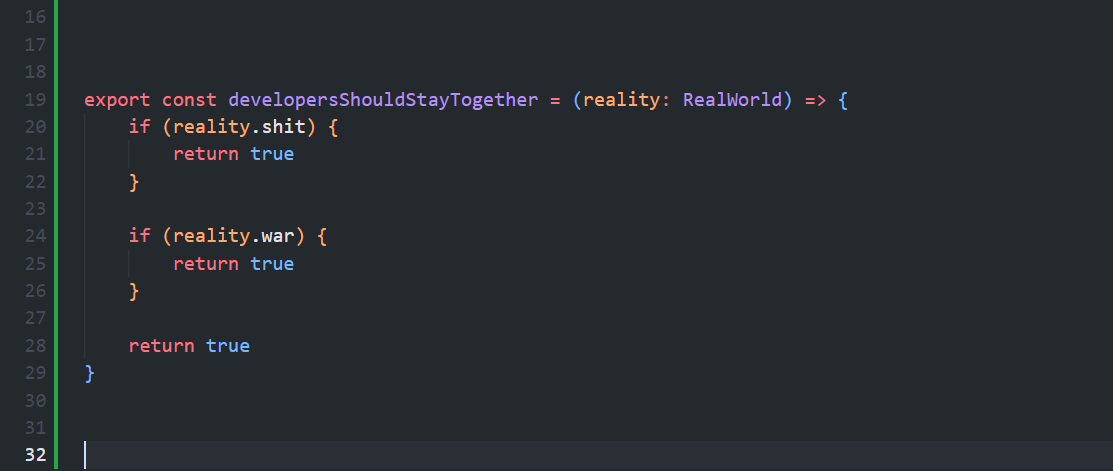 16
17
18
19 export const developersShouldStayTogether = (reality: RealWorld) => {
20 if (reality.shit) {
21 return true
22 }
23
24 if (reality.war) {
25 return true
26 }
27
28 return true
29 }
30
31
32